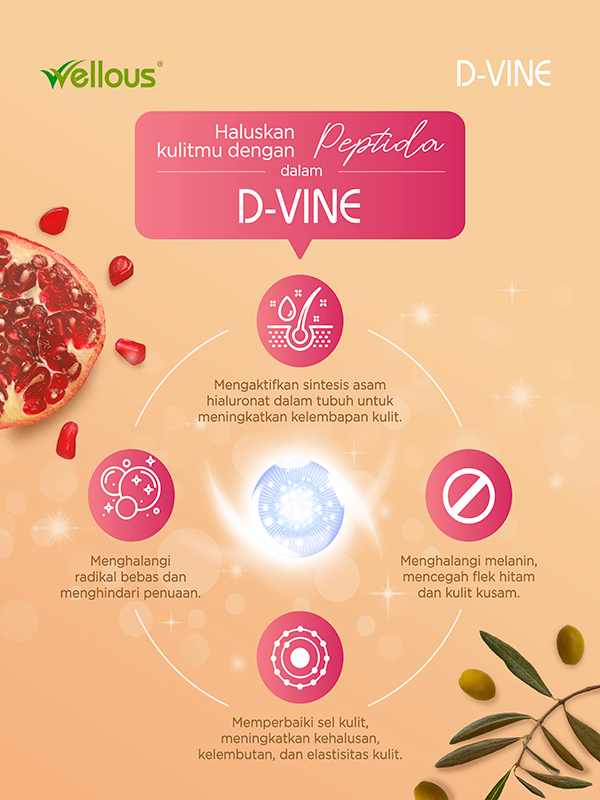 Wellous®
D-VINE
Haluskan
kulitmu dengan Peptida
dalam
D-VINE
Mengaktifkan sintesis asam
hialuronat dalam tubuh untuk
meningkatkan kelembapan kulit.
Menghalangi
radikal bebas dan
menghindari penuaan.
Menghalangi melanin,
mencegah flek hitam
dan kulit kusam.
Memperbaiki sel kulit,
meningkatkan kehalusan,
kelembutan, dan elastisitas kulit.